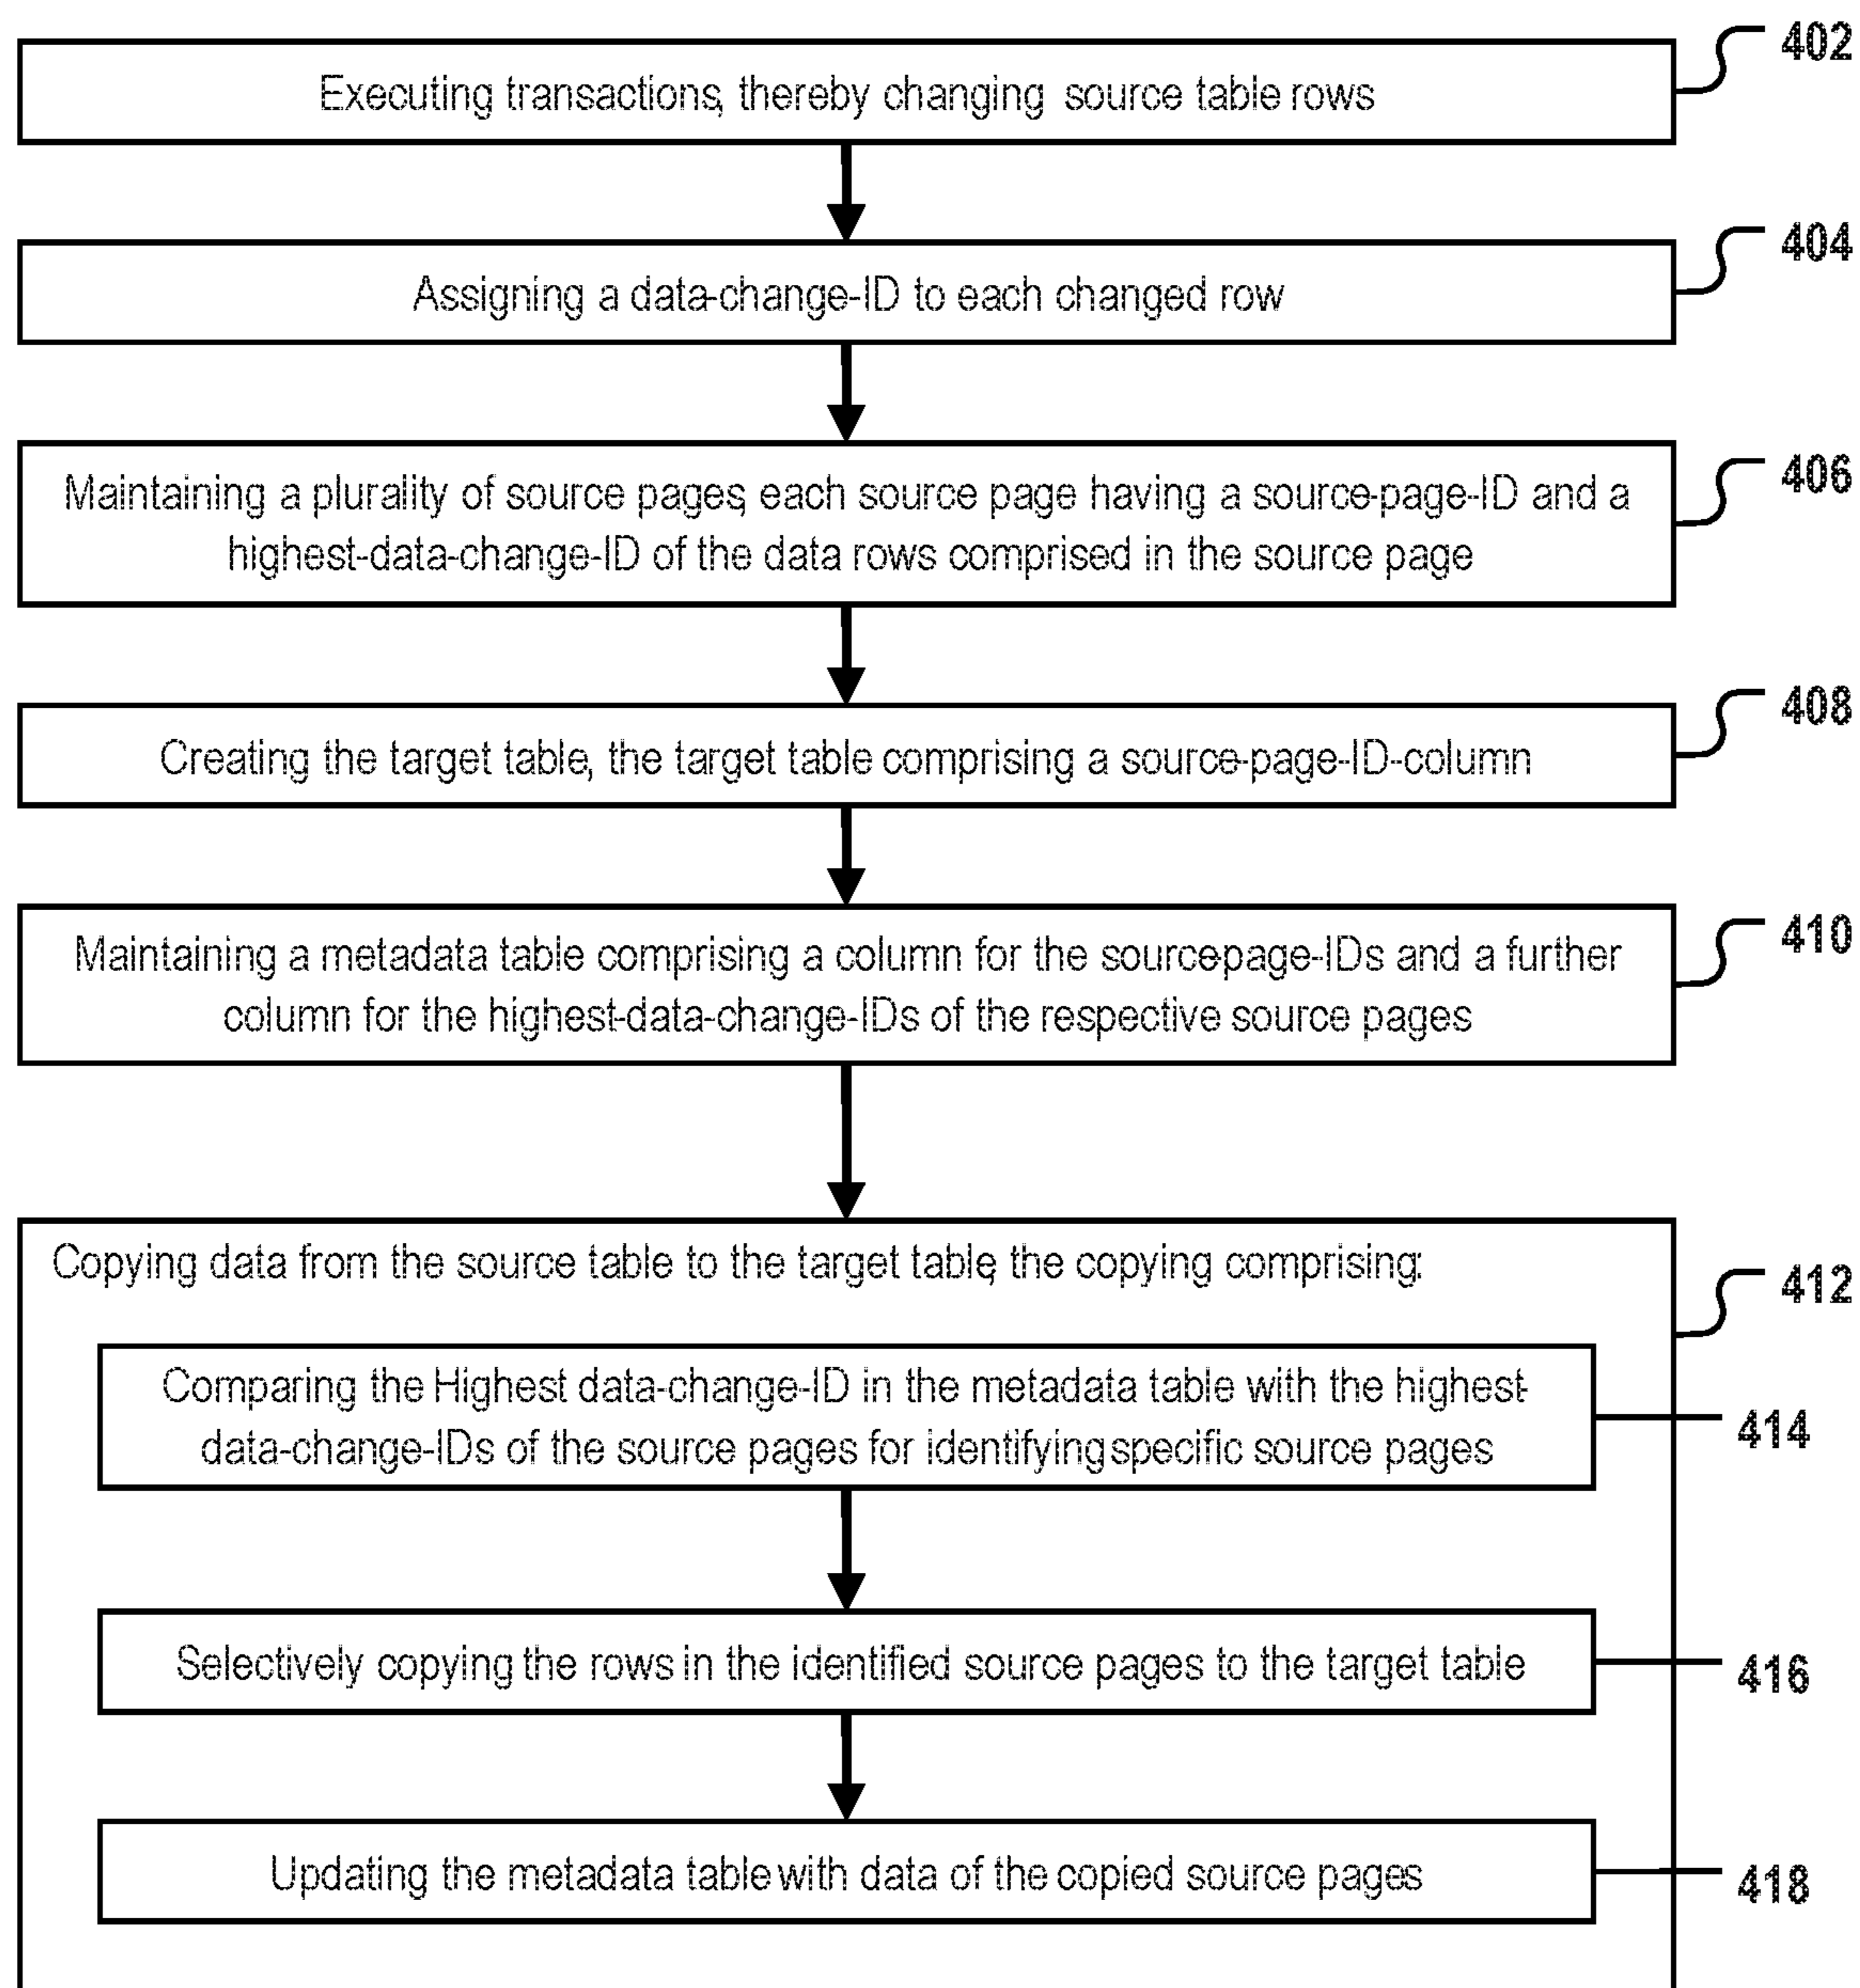 402
Executing transactions, thereby changing source table rows
404
Assigning a data-change-ID to each changed row
406
Maintaining a plurality of source pages, each source page having a source-page-ID and a
highest-data-change-ID of the data rows comprised in the source page
408
Creating the target table, the target table comprising a source-page-ID-column
410
Maintaining a metadata table comprising a column for the source-page-IDs and a further
column for the highest-data-change-IDs of the respective source pages
Copying data from the source table to the target table, the copying comprising:
412
Comparing the Highest data-change-ID in the metadata table with the highest-
data-change-IDs of the source pages for identifying specific source pages
414
Selectively copying the rows in the identified source pages to the target table
416
Updating the metadata table with data of the copied source pages
418